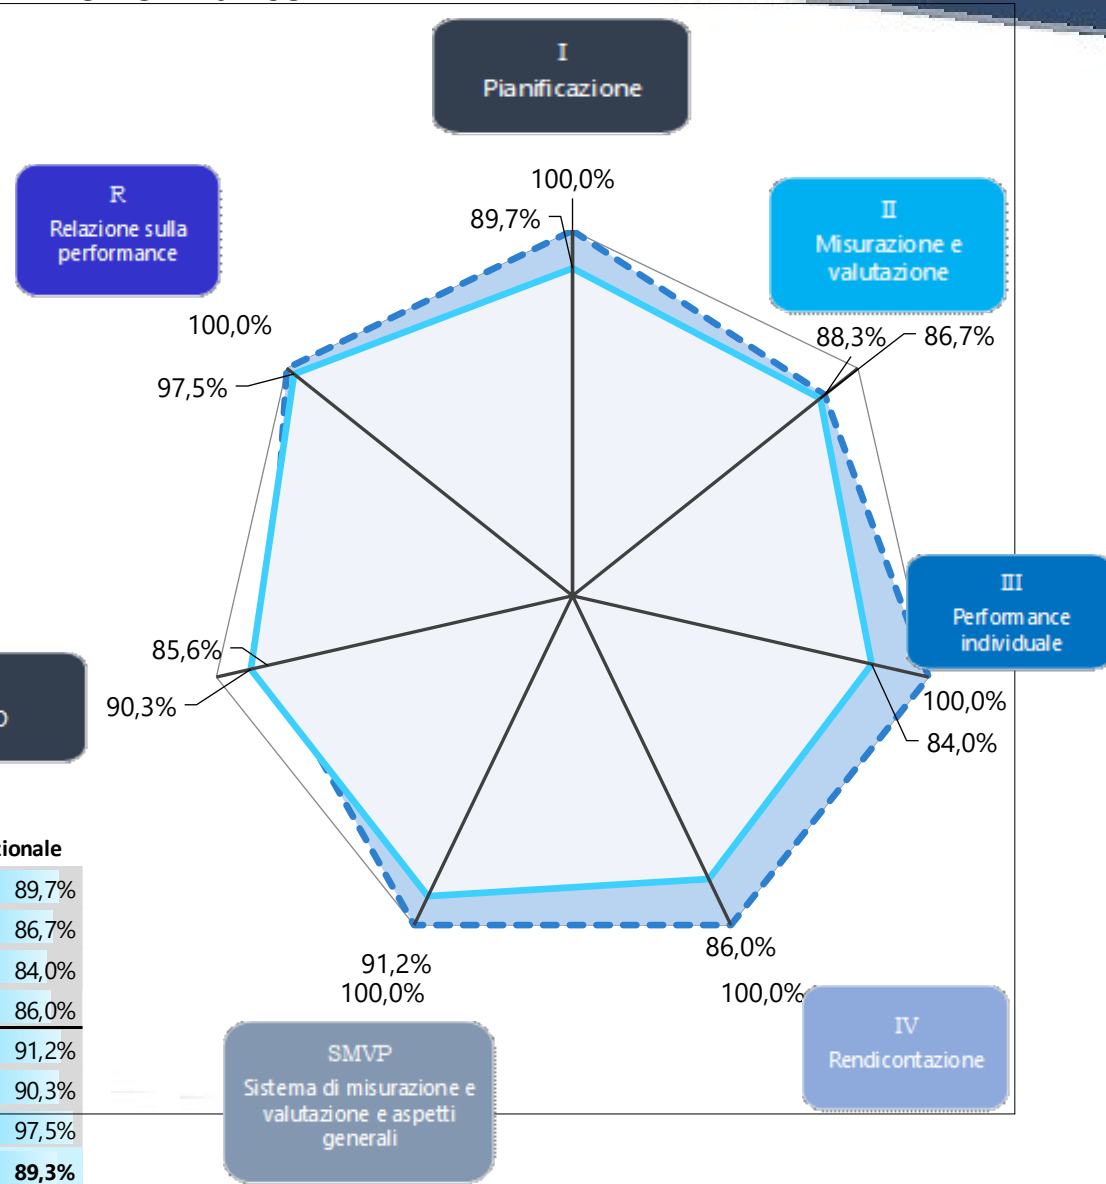 I
Pianificazione
R
Relazione sulla
performance
II
Misurazione e
valutazione
100,0%
89,7%
100,0%
97,5%
88,3%
86,7%
III
Performance
individuale
100,0%
84,0%
85,6%
90,3%
86,0%
100,0%
91,2%
100,0%
IV
Rendicontazione
SMVP
Sistema di misurazione e
valutazione e aspetti
generali
89,7%
86,7%
84,0%
86,0%
91,2%
90,3%
97,5%
89,3%